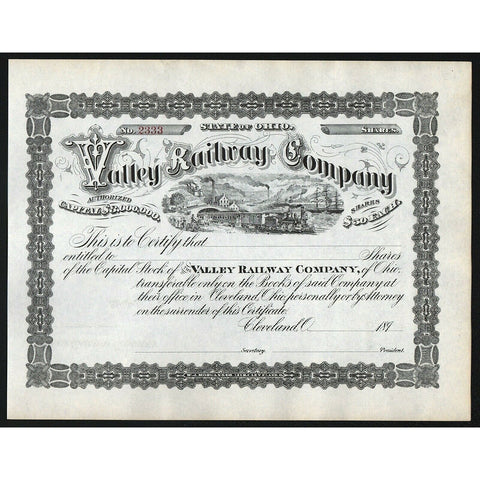 STATE OF OHIO.
No. 2333
SHARES.
Valley Railway Company
AUTHORIZED CAPITAL $3,000,000.
SHARES $50 EACH.
This is to Certify that
entitled to Shares
of the Capital Stock of THE VALLEY RAILWAY COMPANY, of Ohio
transferable only on the Books of said Company at
their office in Cleveland, Ohio, personally or by Attorney
on the surrender of this Certificate.
Cleveland, O. 189
Secretary. President.